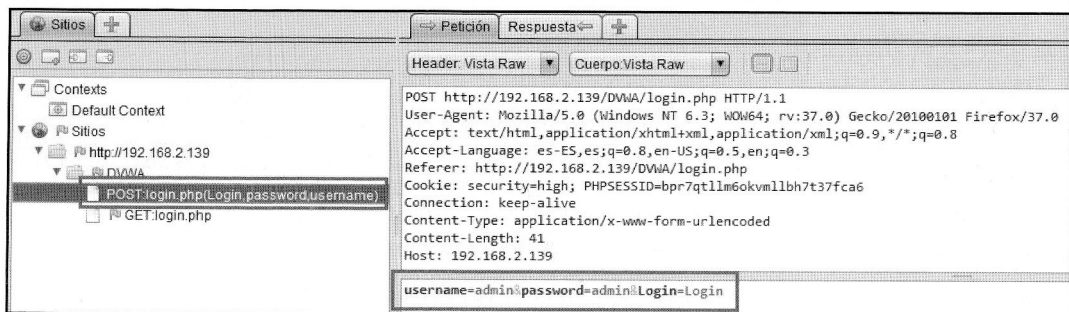 Sitios
Petición Respuesta
Header: Vista Raw Cuerpo:Vista Raw
Contexts
Default Context
Sitios
http://192.168.2.139
DVWA
POST:login.php(Login,password,username)
GET:login.php
POST http://192.168.2.139/DVWA/login.php HTTP/1.1
User-Agent: Mozilla/5.0 (Windows NT 6.3; WOW64; rv:37.0) Gecko/20100101 Firefox/37.0
Accept: text/html,application/xhtml+xml,application/xml;q=0.9,*/*;q=0.8
Accept-Language: es-ES,es;q=0.8,en-US;q=0.5,en;q=0.3
Referer: http://192.168.2.139/DVWA/login.php
Cookie: security=high; PHPSESSID=bpr7qtllm6okvmllbh7t37fca6
Connection: keep-alive
Content-Type: application/x-www-form-urlencoded
Content-Length: 41
Host: 192.168.2.139
username=admin&password=admin&Login=Login